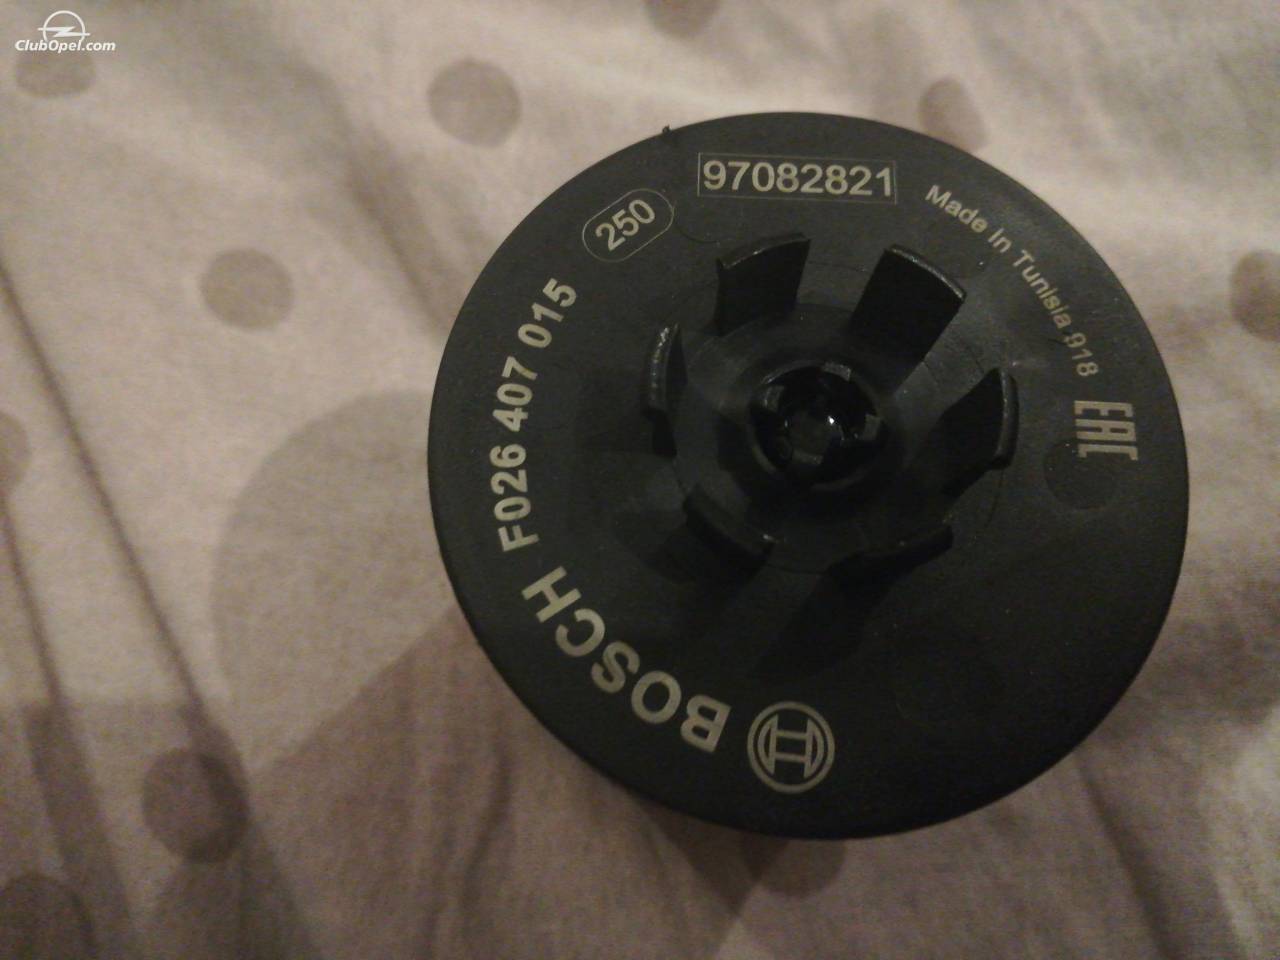 ClubOpel.com
97082821
250
Made In Tunisia 918
EAC
F026 407 015
BOSCH